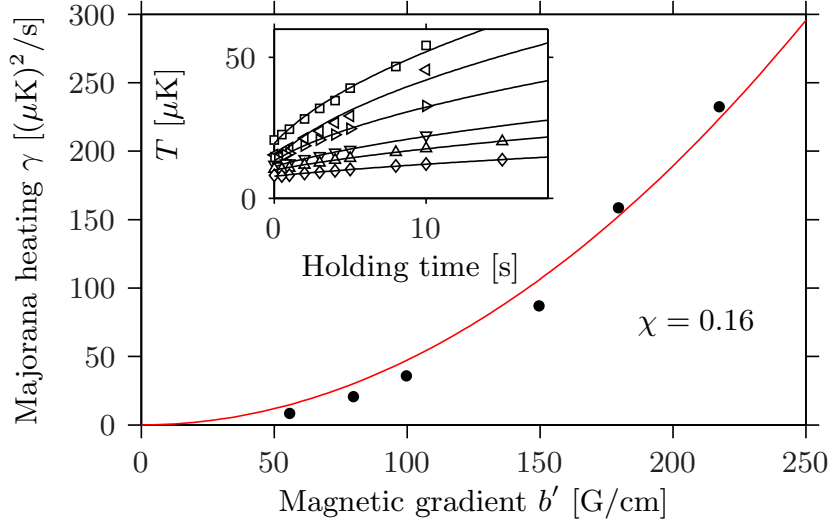 Majorana heating γ [(μK)²/s]
300
250
200
150
100
50
0
T [μK]
50
0
0 10
Holding time [s]
χ = 0.16
0 50 100 150 200 250
Magnetic gradient b′ [G/cm]